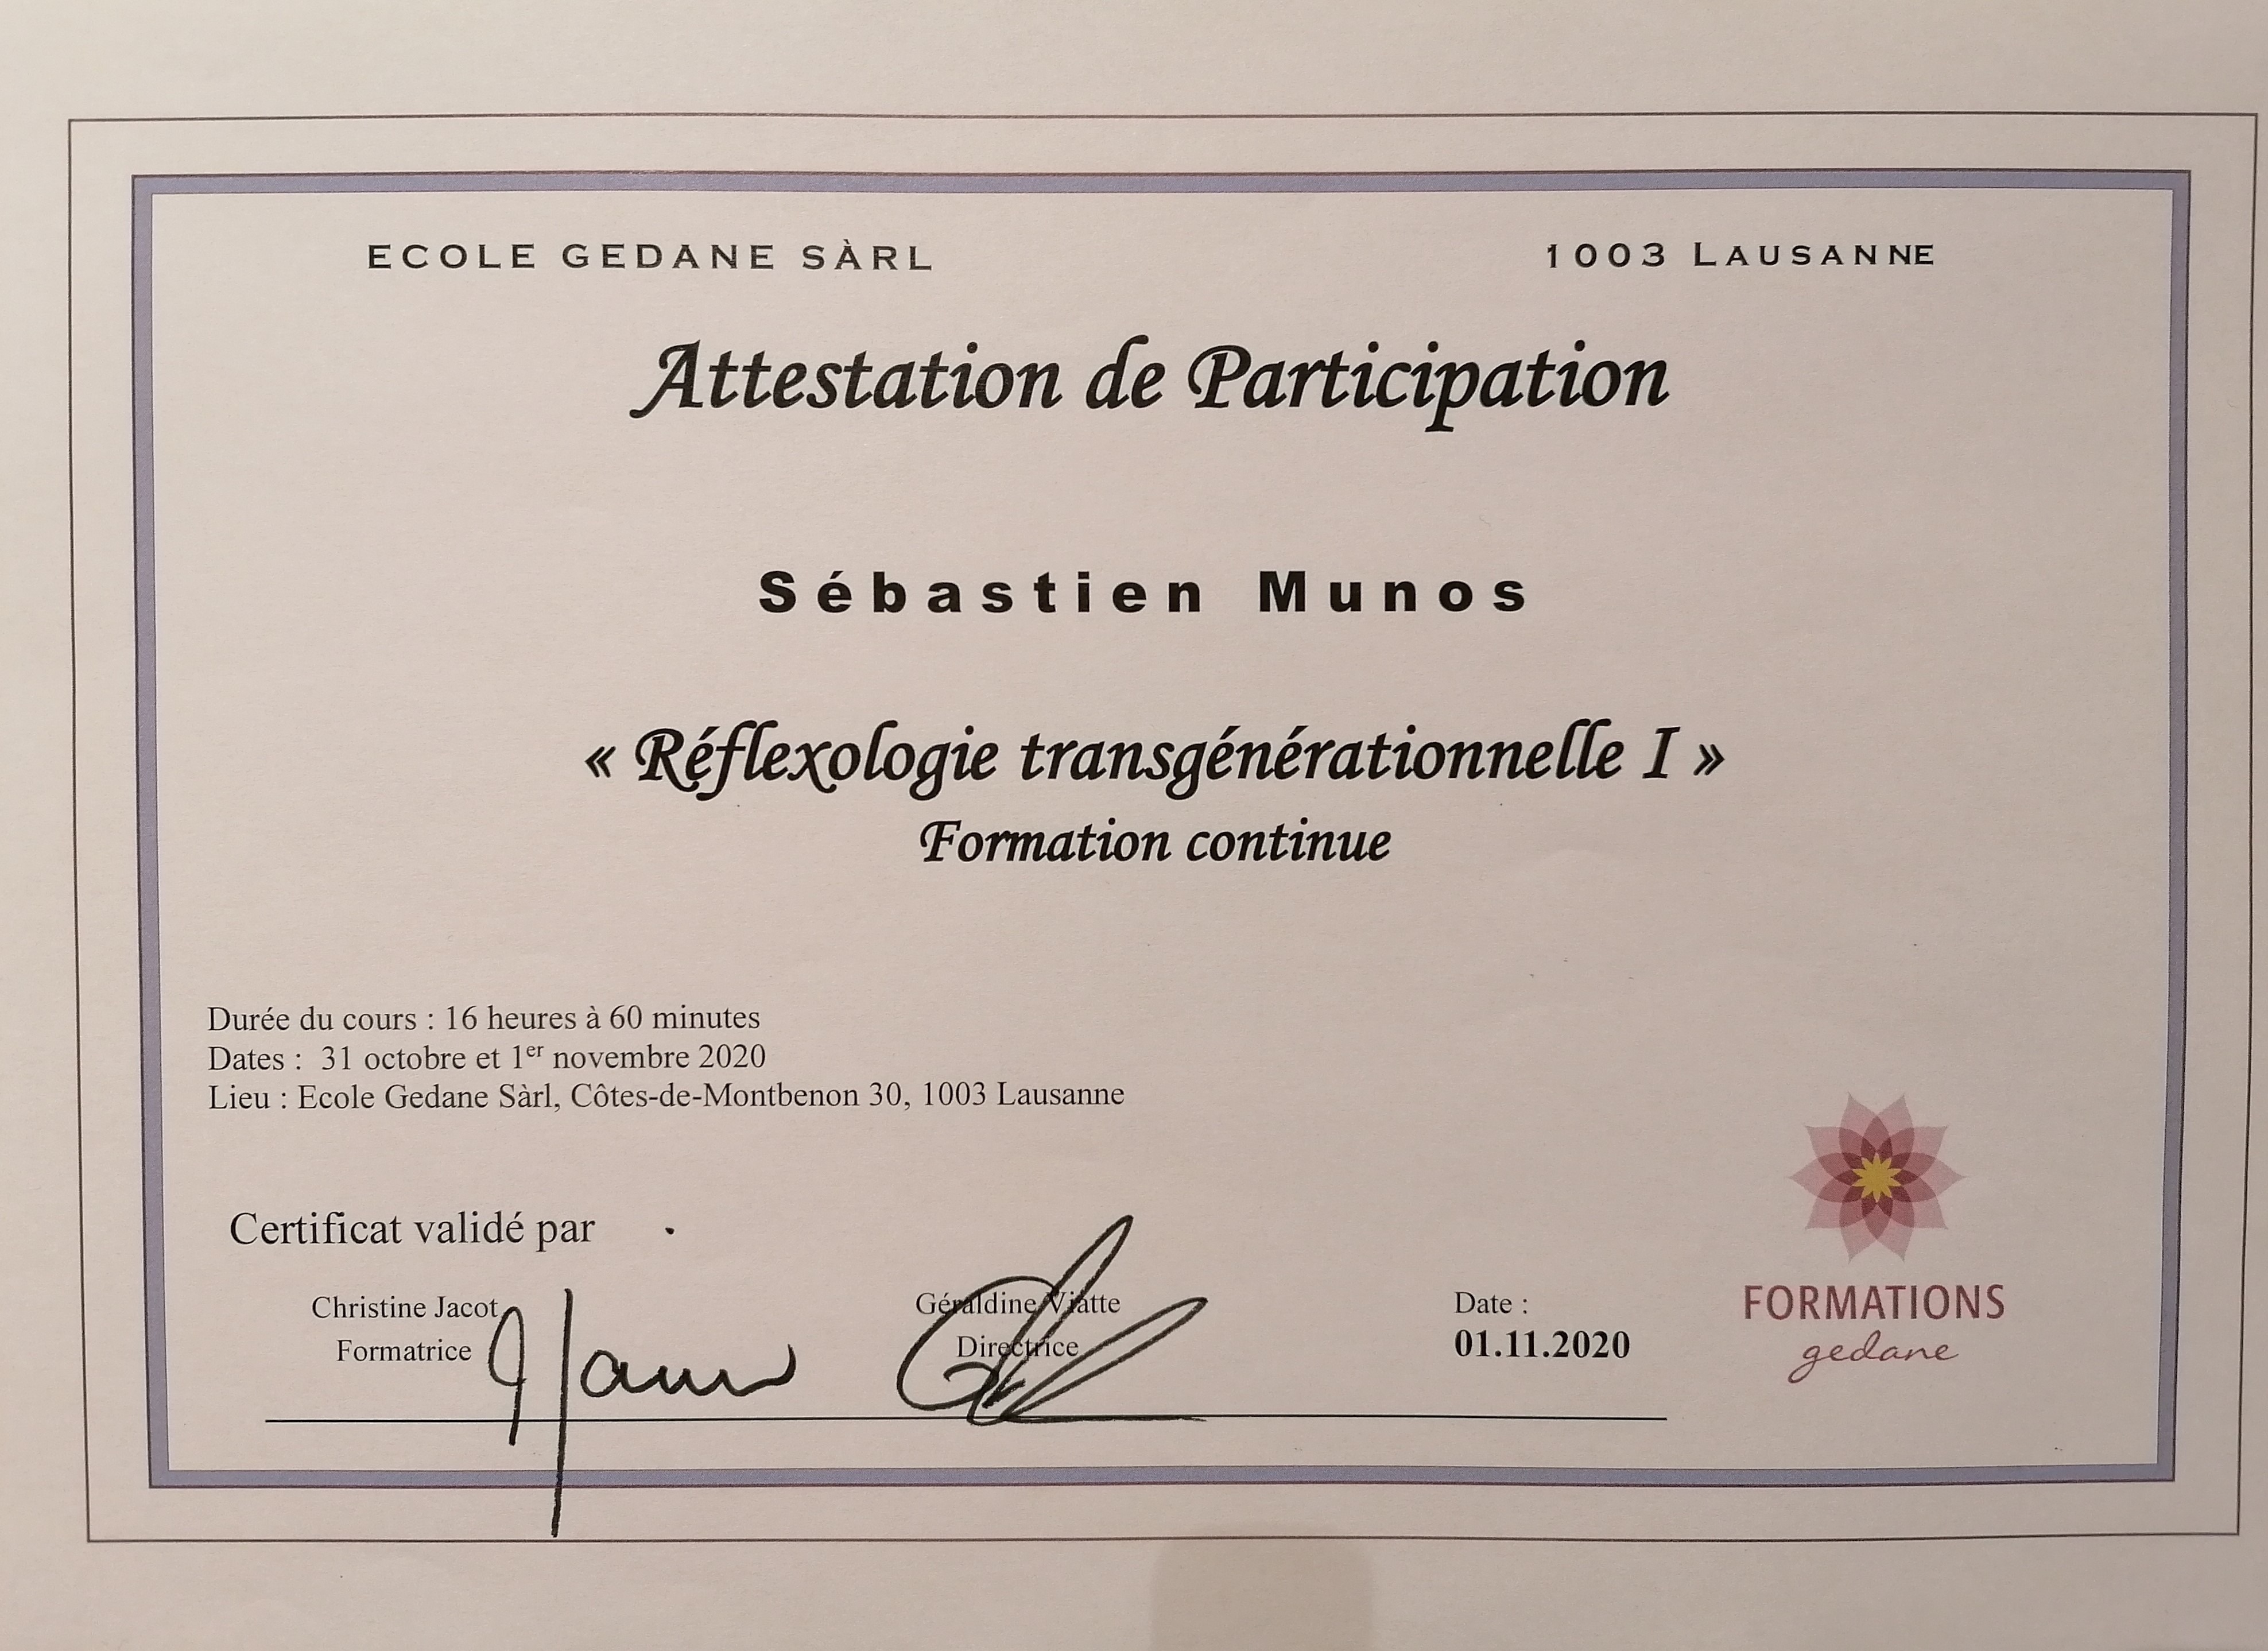 ECOLE GEDANE SÀRL
1003 LAUSANNE
Attestation de Participation
Sébastien Munos
« Réflexologie transgénérationnelle I »
Formation continue
Durée du cours : 16 heures à 60 minutes
Dates : 31 octobre et 1er novembre 2020
Lieu : Ecole Gedane Sàrl, Côtes-de-Montbenon 30, 1003 Lausanne
Certificat validé par
Christine Jacot
Formatrice
Géraldine Viatte
Directrice
Date :
01.11.2020
FORMATIONS
gedane